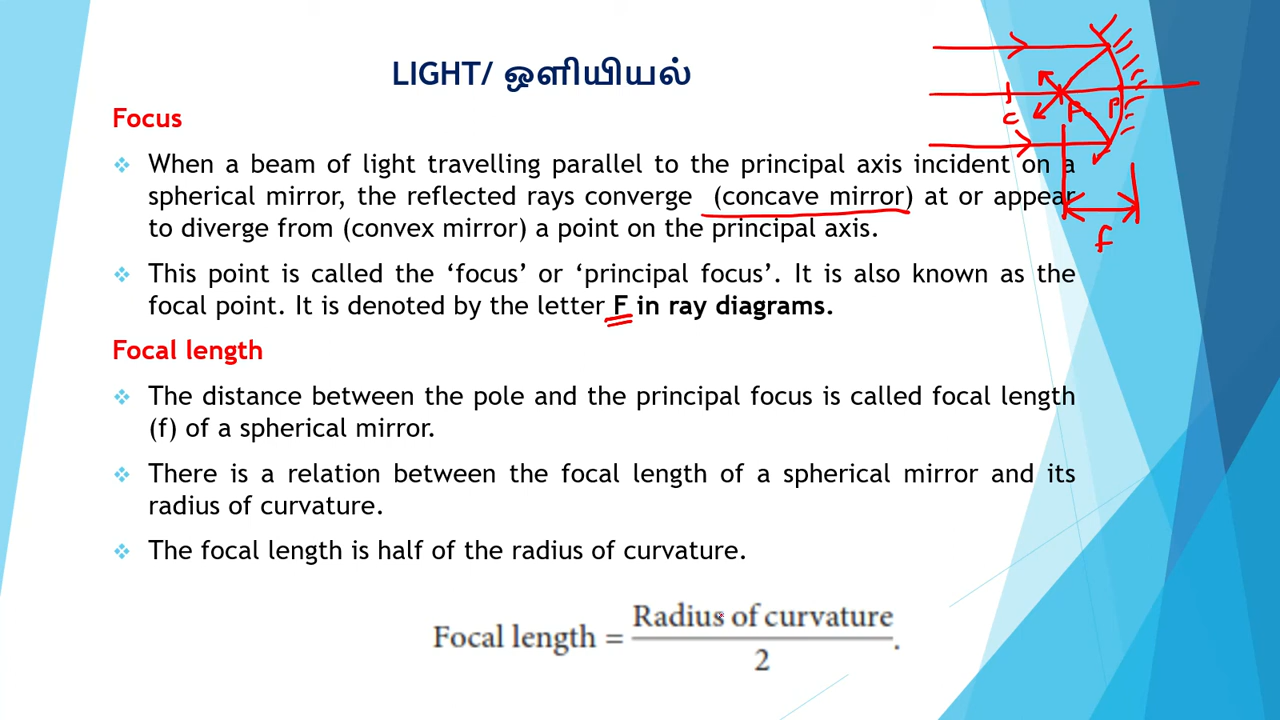 LIGHT/ ஒளியியல்
Focus
When a beam of light travelling parallel to the principal axis incident on a
spherical mirror, the reflected rays converge (concave mirror) at or appear
to diverge from (convex mirror) a point on the principal axis.
This point is called the ‘focus’ or ‘principal focus’. It is also known as the
focal point. It is denoted by the letter F in ray diagrams.
Focal length
The distance between the pole and the principal focus is called focal length
(f) of a spherical mirror.
There is a relation between the focal length of a spherical mirror and its
radius of curvature.
The focal length is half of the radius of curvature.
Focal length = Radius of curvature
2 .
C F P
f